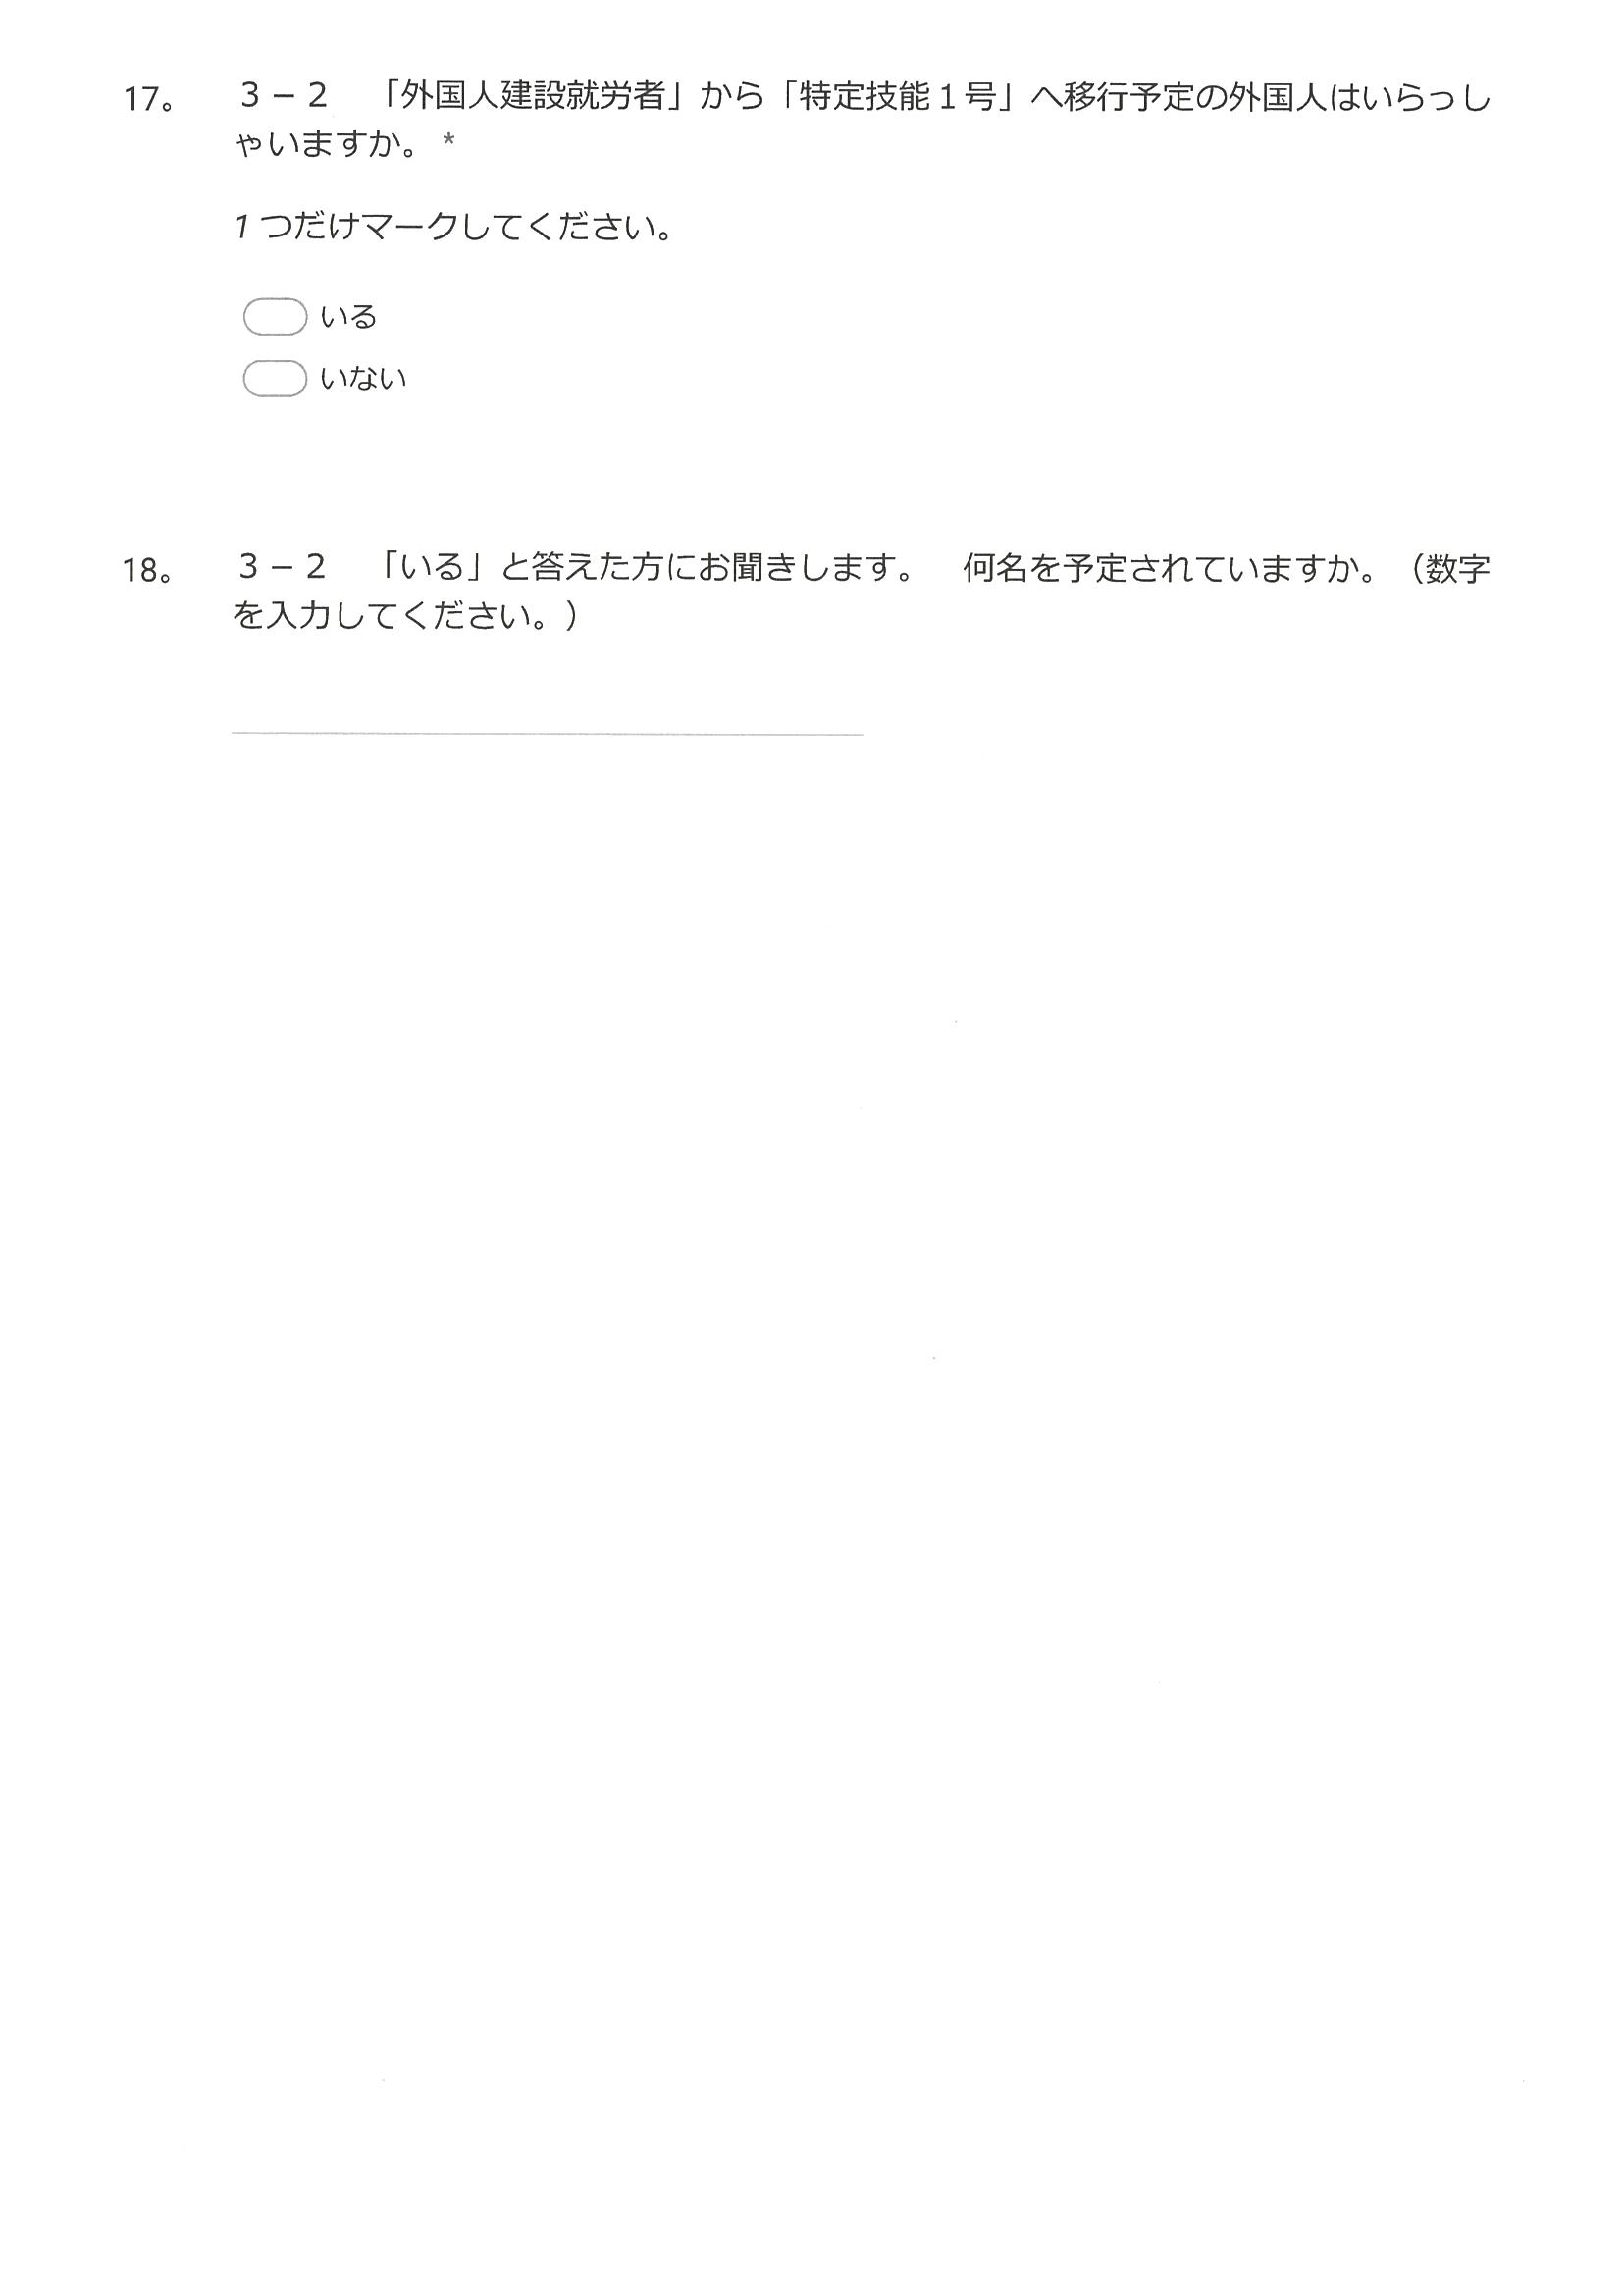 17。 ３－２　「外国人建設就労者」から「特定技能１号」へ移行予定の外国人はいらっし
ゃいますか。 *
1 つだけマークしてください。
いる
いない
18。 ３－２　「いる」と答えた方にお聞きします。　何名を予定されていますか。（数字
を入力してください。）